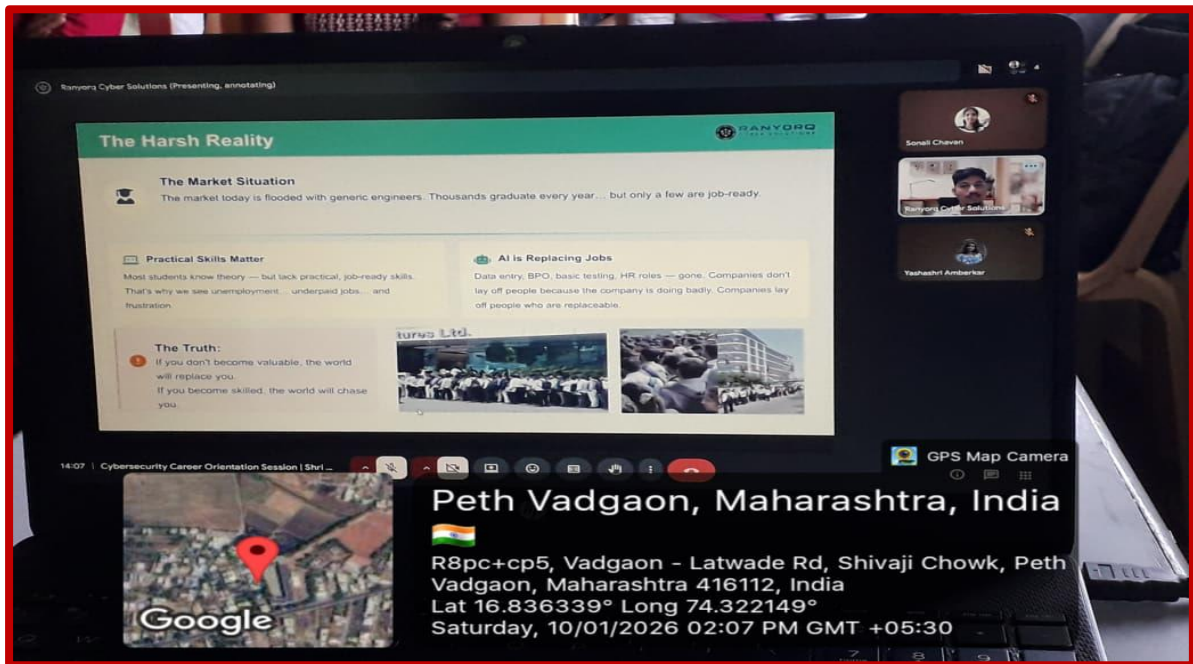 Ranyorq Cyber Solutions (Presenting, annotating)
The Harsh Reality
RANYORQ
CYBER SOLUTIONS
The Market Situation
The market today is flooded with generic engineers. Thousands graduate every year... but only a few are job-ready.
Practical Skills Matter
Most students know theory — but lack practical, job-ready skills.
That's why we see unemployment... underpaid jobs... and
frustration.
AI is Replacing Jobs
Data entry, BPO, basic testing, HR roles — gone. Companies don't
lay off people because the company is doing badly. Companies lay
off people who are replaceable.
The Truth:
If you don't become valuable, the world
will replace you.
If you become skilled, the world will chase
you.
tures Ltd.
Sonali Chavan
Ranyorq Cyber Solutions
Yashashri Amberkar
14:07 | Cybersecurity Career Orientation Session | Shri ...
GPS Map Camera
Google
Peth Vadgaon, Maharashtra, India
R8pc+cp5, Vadgaon - Latwade Rd, Shivaji Chowk, Peth
Vadgaon, Maharashtra 416112, India
Lat 16.836339° Long 74.322149°
Saturday, 10/01/2026 02:07 PM GMT +05:30
7 8 9